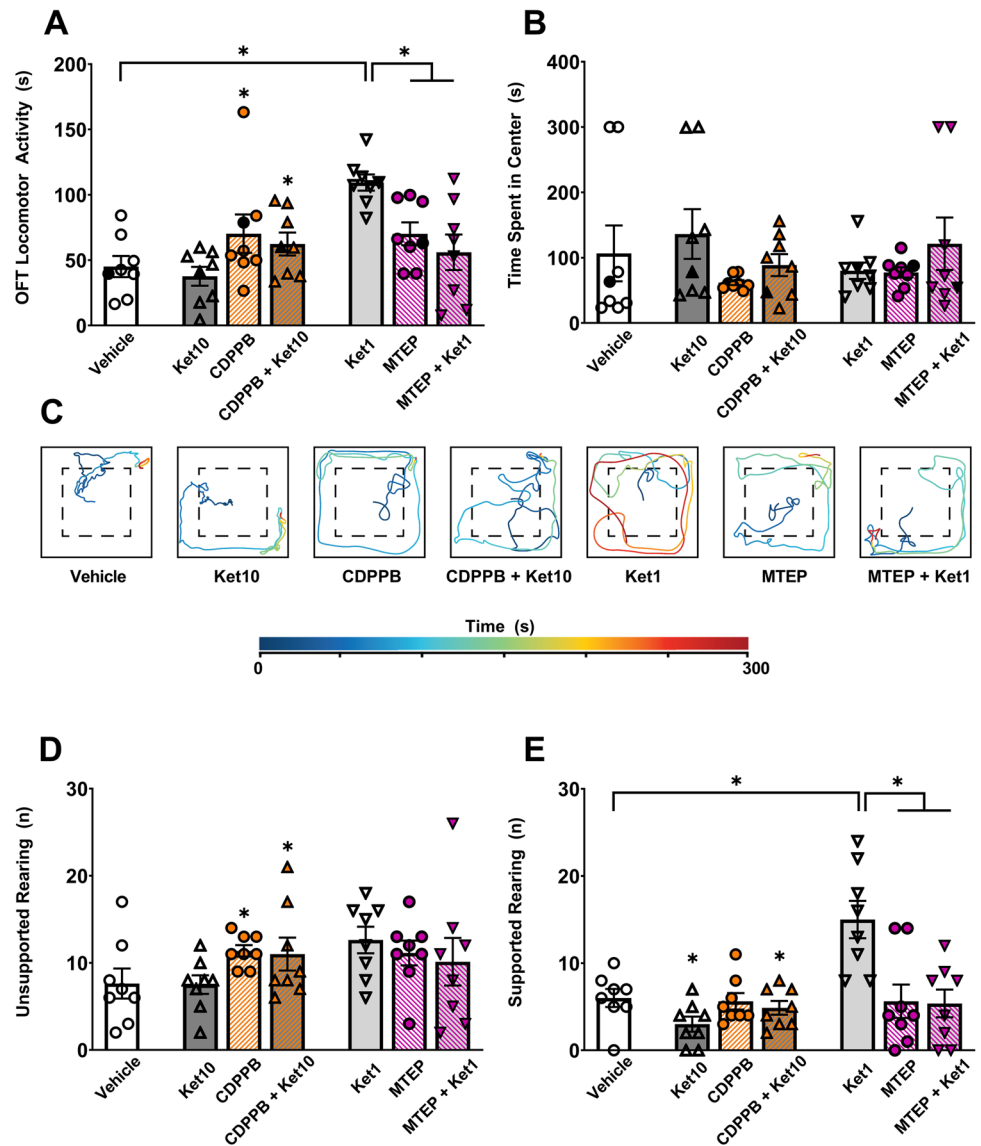 A
OFT Locomotor Activity (s)
200
150
100
50
0
*
*
*
*
Vehicle
Ket10
CDPPB
CDPPB + Ket10
Ket1
MTEP
MTEP + Ket1
B
Time Spent in Center (s)
400
300
200
100
0
Vehicle
Ket10
CDPPB
CDPPB + Ket10
Ket1
MTEP
MTEP + Ket1
C
Vehicle
Ket10
CDPPB
CDPPB + Ket10
Ket1
MTEP
MTEP + Ket1
Time (s)
0
300
D
Unsupported Rearing (n)
30
20
10
0
*
*
Vehicle
Ket10
CDPPB
CDPPB + Ket10
Ket1
MTEP
MTEP + Ket1
E
Supported Rearing (n)
30
20
10
0
*
*
*
*
Vehicle
Ket10
CDPPB
CDPPB + Ket10
Ket1
MTEP
MTEP + Ket1